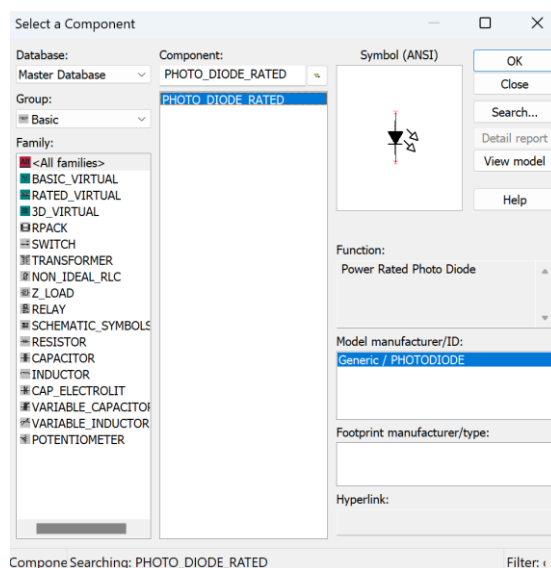 Select a Component
Database:
Master Database
Group:
Basic
Family:
<All families>
BASIC_VIRTUAL
RATED_VIRTUAL
3D_VIRTUAL
RPACK
SWITCH
TRANSFORMER
NON_IDEAL_RLC
Z_LOAD
RELAY
SCHEMATIC_SYMBOLS
RESISTOR
CAPACITOR
INDUCTOR
CAP_ELECTROLIT
VARIABLE_CAPACITOR
VARIABLE_INDUCTOR
POTENTIOMETER
Component:
PHOTO_DIODE_RATED
PHOTO_DIODE_RATED
Symbol (ANSI)
OK
Close
Search...
Detail report
View model
Help
Function:
Power Rated Photo Diode
Model manufacturer/ID:
Generic / PHOTODIODE
Footprint manufacturer/type:
Hyperlink:
Compone Searching: PHOTO_DIODE_RATED
Filter: